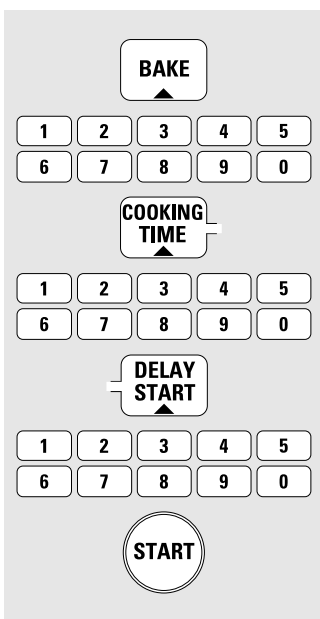 BAKE
1 2 3 4 5
6 7 8 9 0
COOKING
TIME
1 2 3 4 5
6 7 8 9 0
DELAY
START
1 2 3 4 5
6 7 8 9 0
START